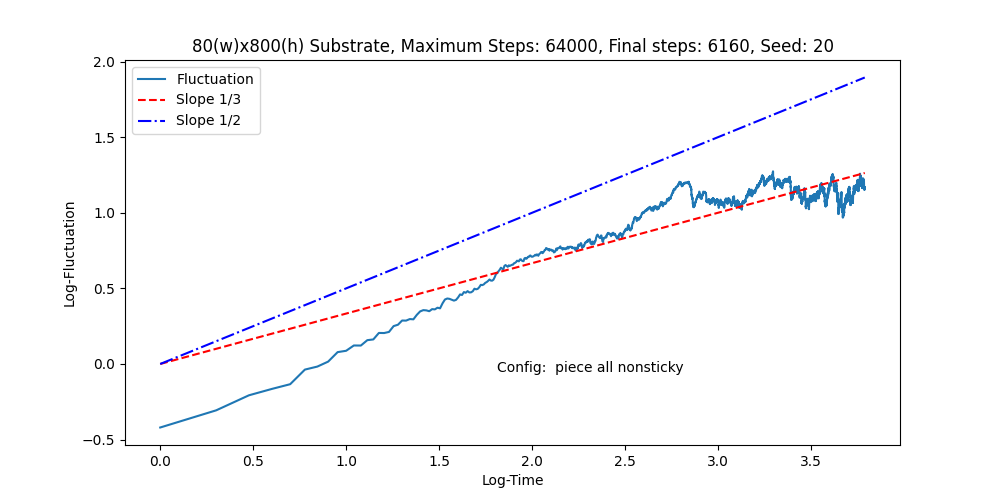 80(w)x800(h) Substrate, Maximum Steps: 64000, Final steps: 6160, Seed: 20
Fluctuation
Slope 1/3
Slope 1/2
2.0
1.5
1.0
0.5
0.0
−0.5
Log-Fluctuation
Config:  piece all nonsticky
0.0 0.5 1.0 1.5 2.0 2.5 3.0 3.5
Log-Time